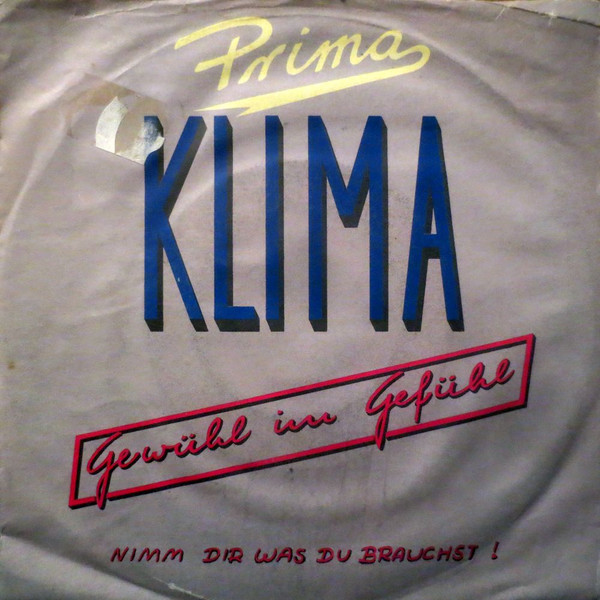 Prima
KLIMA
Gewühl im Gefühl
NIMM DIR WAS DU BRAUCHST !